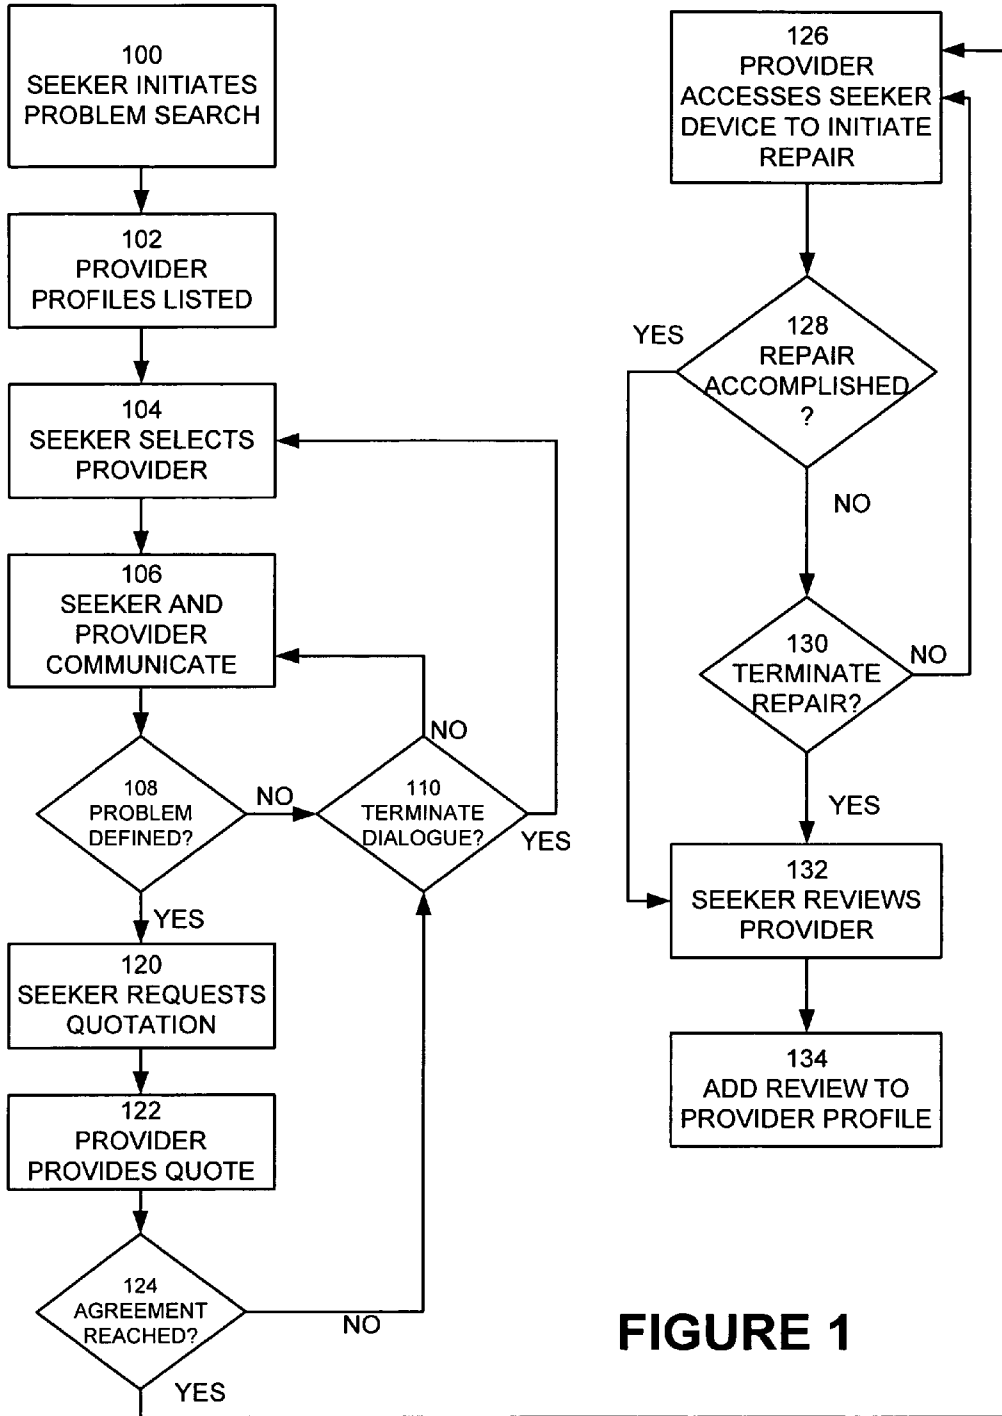 100
SEEKER INITIATES
PROBLEM SEARCH
102
PROVIDER
PROFILES LISTED
104
SEEKER SELECTS
PROVIDER
106
SEEKER AND
PROVIDER
COMMUNICATE
NO
108
PROBLEM
DEFINED?
NO
110
TERMINATE
DIALOGUE?
YES
YES
120
SEEKER REQUESTS
QUOTATION
122
PROVIDER
PROVIDES QUOTE
124
AGREEMENT
REACHED?
NO
YES
126
PROVIDER
ACCESSES SEEKER
DEVICE TO INITIATE
REPAIR
YES
128
REPAIR
ACCOMPLISHED
?
NO
130
TERMINATE
REPAIR?
NO
YES
132
SEEKER REVIEWS
PROVIDER
134
ADD REVIEW TO
PROVIDER PROFILE
FIGURE 1